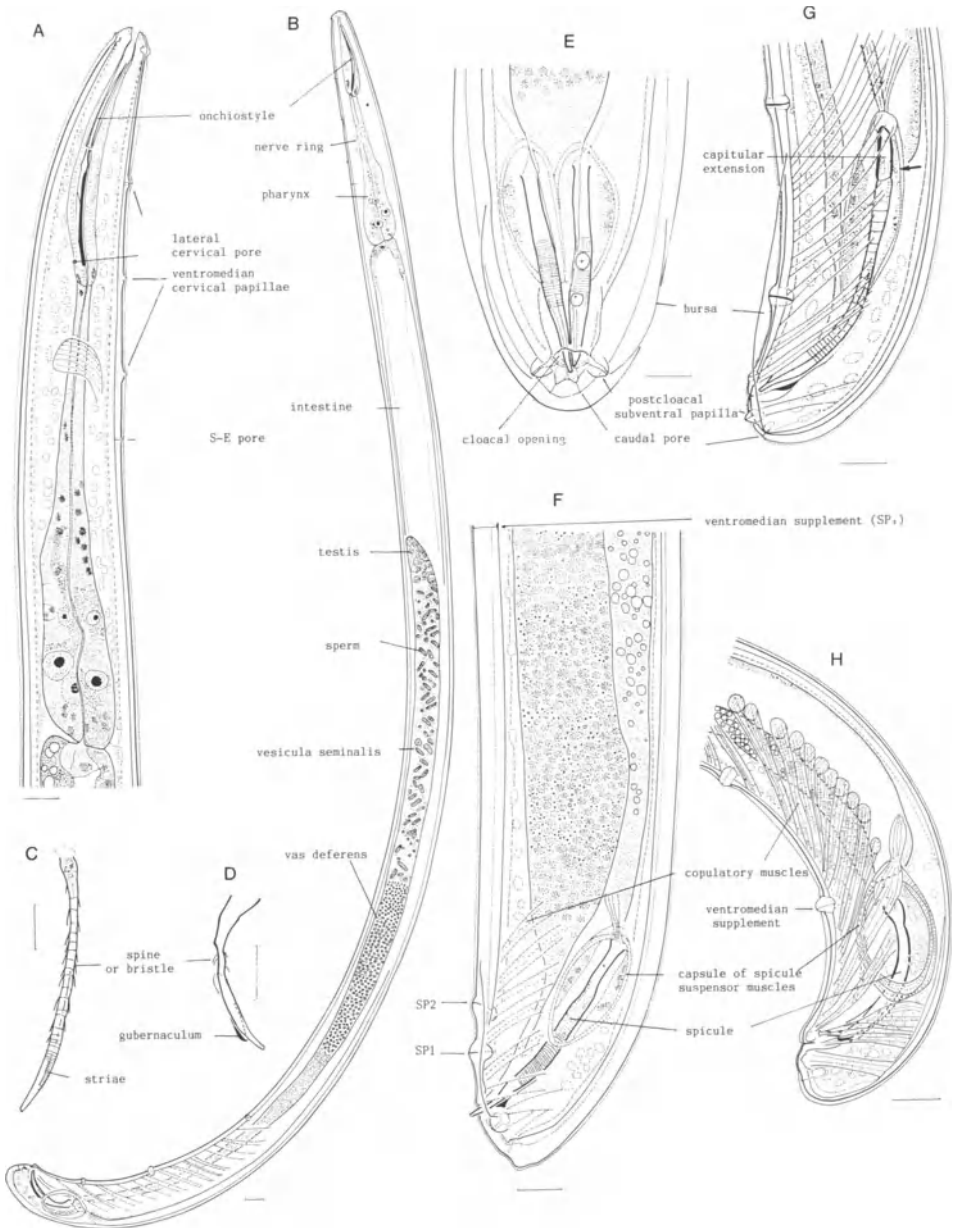 A
B
E
G
onchiostyle
nerve ring
pharynx
capitular
extension
lateral
cervical pore
ventromedian
cervical papillae
bursa
intestine
S-E pore
postcloacal
subventral papilla
cloacal opening
caudal pore
F
ventromedian supplement (SP₃)
testis
sperm
H
vesicula seminalis
C
D
vas deferens
copulatory muscles
ventromedian
supplement
spine
or bristle
capsule of spicule
suspensor muscles
SP2
spicule
gubernaculum
SP1
striae